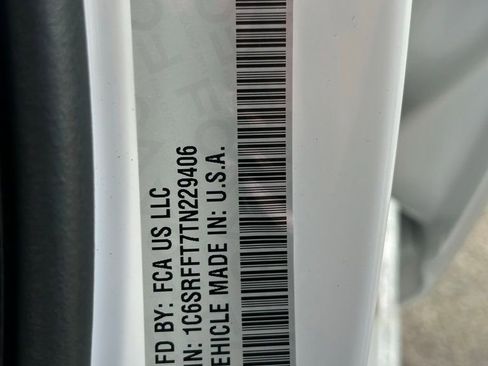 FD BY: FCA US LLC
IN: 1C6SRFFT7TN229406
EHICLE MADE IN: U.S.A.